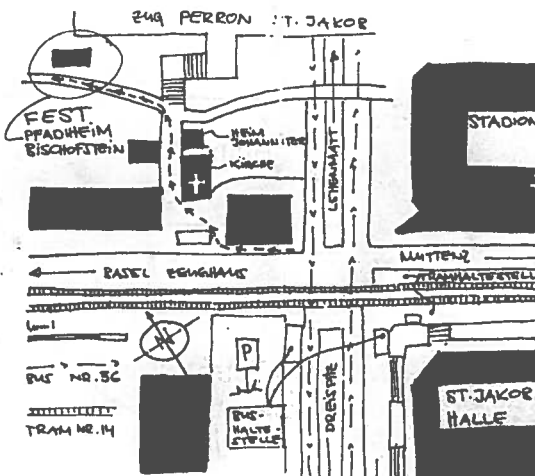 ZUG PERRON ST. JAKOB
FEST
PFADIHEIM
BISCHOFSTEIN
HEIM
JOHANNITER
KIRCHE
LEHENMATT
STADION
BASEL ZEUGHAUS
MUTTENZ
TRAMHALTESTELLE
N
P
BUS NR. 36
BUS-
HALTE-
STELLE
DREISPITZ
ST. JAKOB
HALLE
TRAM NR. 14